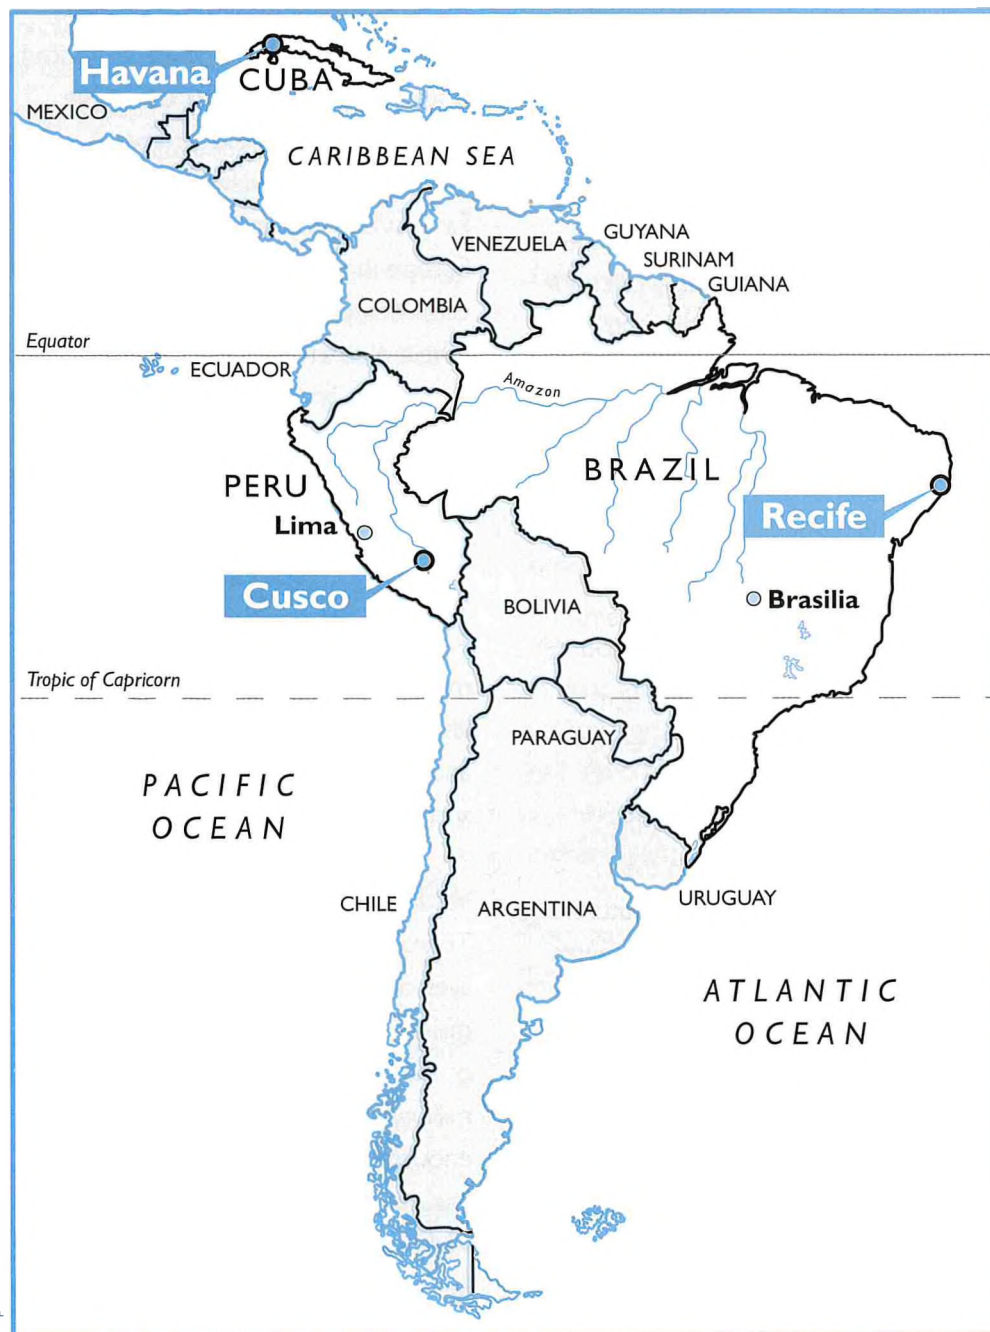 Havana
CUBA
MEXICO
CARIBBEAN SEA
VENEZUELA
GUYANA
SURINAM
GUIANA
COLOMBIA
Equator
ECUADOR
Amazon
BRAZIL
PERU
Recife
Lima
Cusco
BOLIVIA
Brasilia
Tropic of Capricorn
PARAGUAY
PACIFIC
OCEAN
CHILE
ARGENTINA
URUGUAY
ATLANTIC
OCEAN